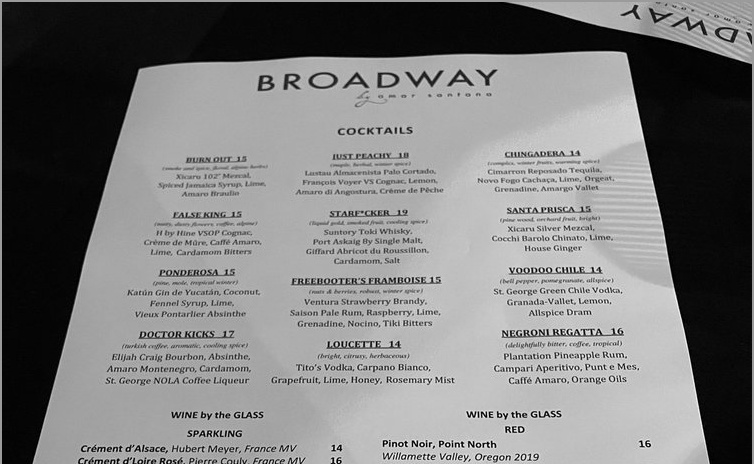 BROADWAY
by amar santana
COCKTAILS
BURN OUT 15
(smoke and spice, floral, alpine herbs)
Xicaru 102' Mezcal,
Spiced Jamaica Syrup, Lime,
Amaro Braulio
FALSE KING 15
(nutty, dusty flowers, coffee, alpine)
H by Hine VSOP Cognac,
Crème de Mûre, Caffé Amaro,
Lime, Cardamom Bitters
PONDEROSA 15
(pine, mole, tropical winter)
Katún Gin de Yucatán, Coconut,
Fennel Syrup, Lime,
Vieux Pontarlier Absinthe
DOCTOR KICKS 17
(turkish coffee, aromatic, cooling spice)
Elijah Craig Bourbon, Absinthe,
Amaro Montenegro, Cardamom,
St. George NOLA Coffee Liqueur
JUST PEACHY 18
(maple, herbal, winter spice)
Lustau Almacenista Palo Cortado,
François Voyer VS Cognac, Lemon,
Amaro di Angostura, Crème de Pêche
STARF*CKER 19
(liquid gold, smoked fruit, cooling spice)
Suntory Toki Whisky,
Port Askaig 8y Single Malt,
Giffard Abricot du Roussillon,
Cardamom, Salt
FREEBOOTER'S FRAMBOISE 15
(nuts & berries, robust, winter spice)
Ventura Strawberry Brandy,
Saison Pale Rum, Raspberry, Lime,
Grenadine, Nocino, Tiki Bitters
LOUCETTE 14
(bright, citrusy, herbaceous)
Tito's Vodka, Carpano Bianco,
Grapefruit, Lime, Honey, Rosemary Mist
CHINGADERA 14
(complex, winter fruits, warming spice)
Cimarron Reposado Tequila,
Novo Fogo Cachaça, Lime, Orgeat,
Grenadine, Amargo Vallet
SANTA PRISCA 15
(pine wood, orchard fruit, bright)
Xicaru Silver Mezcal,
Cocchi Barolo Chinato, Lime,
House Ginger
VOODOO CHILE 14
(bell pepper, pomegranate, allspice)
St. George Green Chile Vodka,
Granada-Vallet, Lemon,
Allspice Dram
NEGRONI REGATTA 16
(delightfully bitter, coffee, tropical)
Plantation Pineapple Rum,
Campari Aperitivo, Punt e Mes,
Caffé Amaro, Orange Oils
WINE by the GLASS
SPARKLING
Crément d'Alsace, Hubert Meyer, France MV 14
Crément d'Loire Rosé, Pierre Couly, France MV 16
WINE by the GLASS
RED
Pinot Noir, Point North 16
Willamette Valley, Oregon 2019
ADWAY